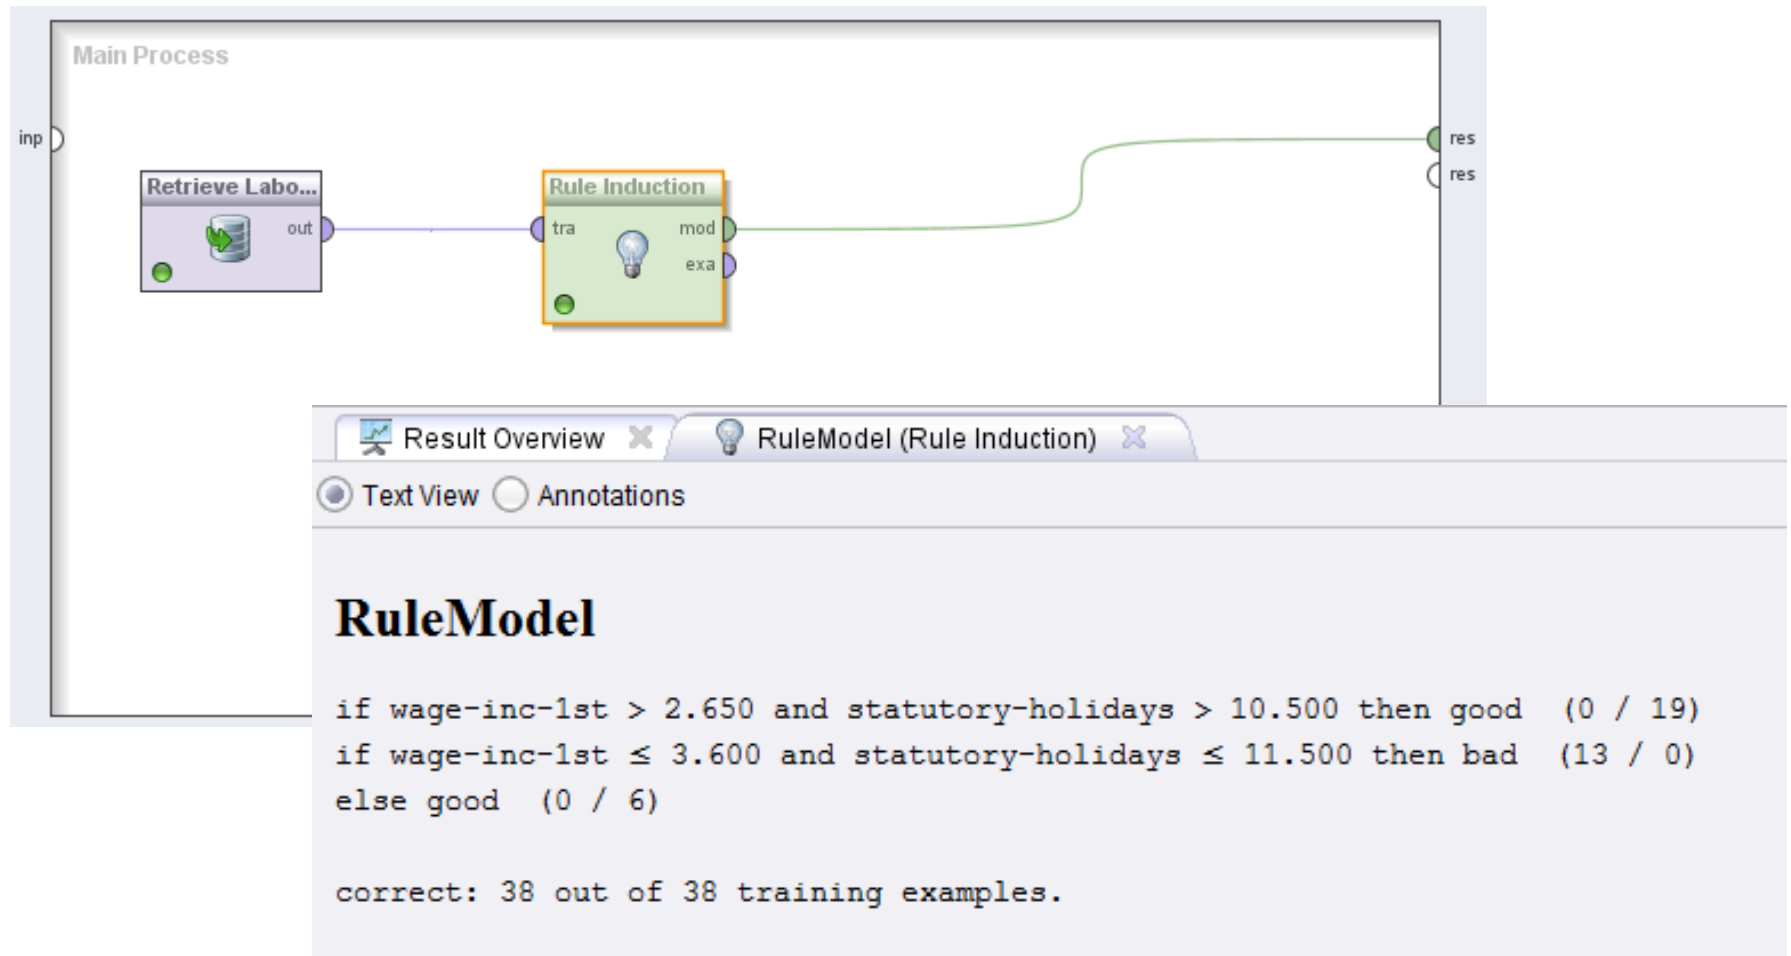 Main Process
inp
res
res
Retrieve Labo...
out
Rule Induction
tra
mod
exa
Result Overview
RuleModel (Rule Induction)
Text View
Annotations
RuleModel
if wage-inc-1st > 2.650 and statutory-holidays > 10.500 then good (0 / 19)
if wage-inc-1st ≤ 3.600 and statutory-holidays ≤ 11.500 then bad (13 / 0)
else good (0 / 6)
correct: 38 out of 38 training examples.